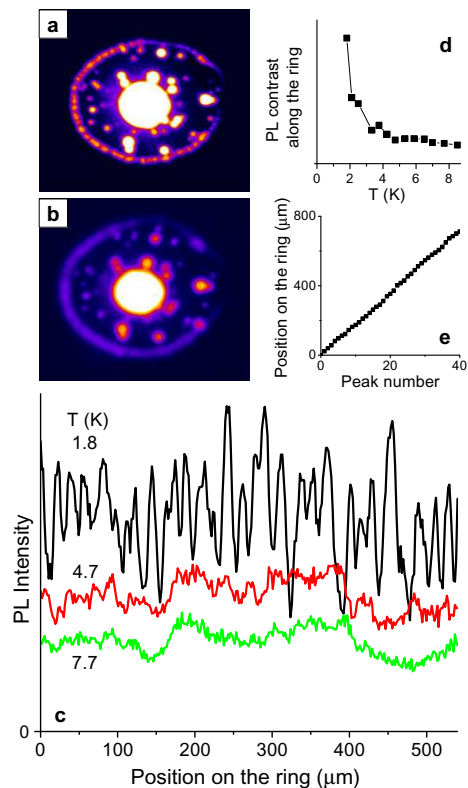 a
b
d
PL contrast
along the ring
0 2 4 6 8
T (K)
e
Position on the ring (μm)
800
400
0
0 20 40
Peak number
c
T (K)
1.8
4.7
7.7
PL Intensity
0
0 100 200 300 400 500
Position on the ring (μm)